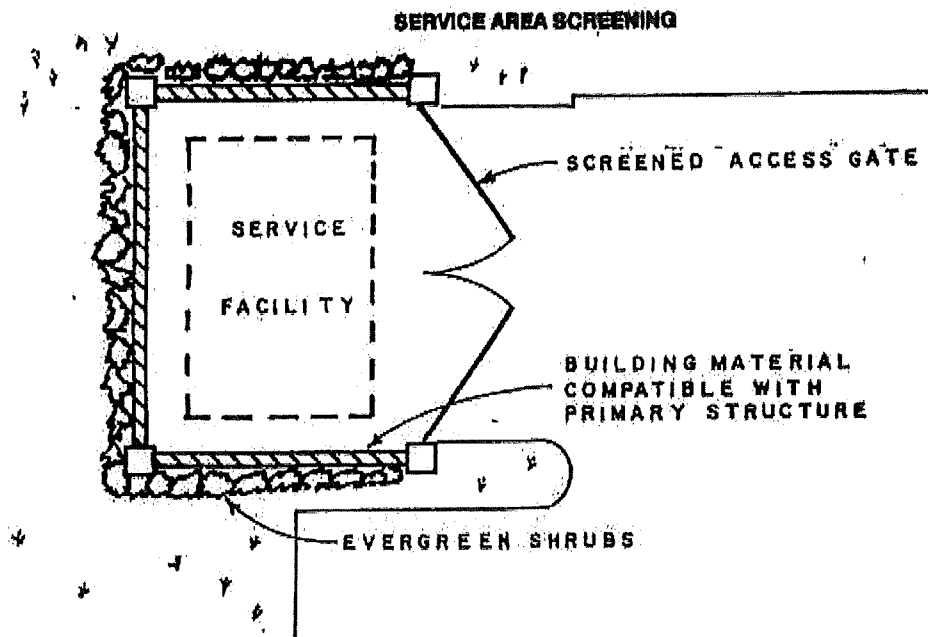 SERVICE AREA SCREENING
SCREENED ACCESS GATE
SERVICE
FACILITY
BUILDING MATERIAL
COMPATIBLE WITH
PRIMARY STRUCTURE
EVERGREEN SHRUBS